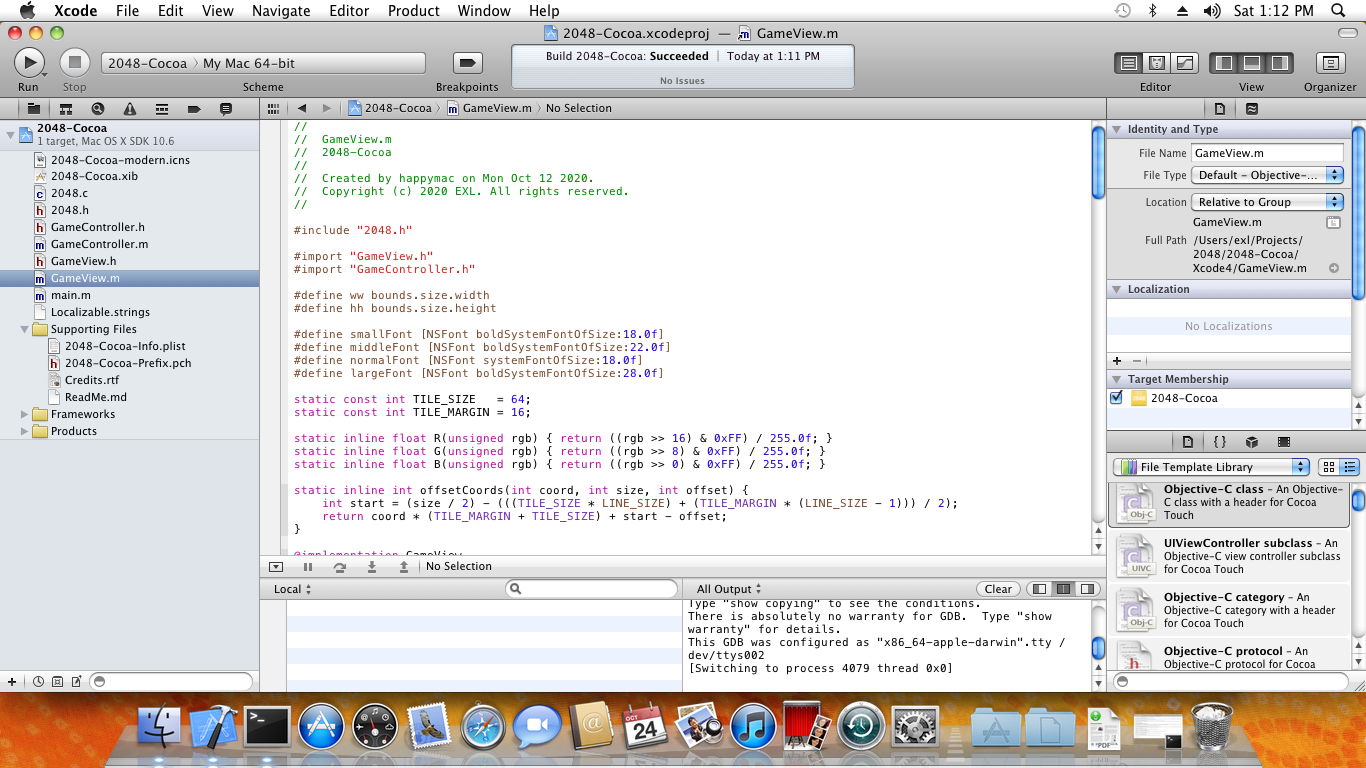 Xcode File Edit View Navigate Editor Product Window Help Sat 1:12 PM
2048-Cocoa.xcodeproj — GameView.m
2048-Cocoa My Mac 64-bit
Build 2048-Cocoa: Succeeded | Today at 1:11 PM
No Issues
Run Stop Scheme Breakpoints Editor View Organizer
2048-Cocoa
1 target, Mac OS X SDK 10.6
2048-Cocoa-modern.icns
2048-Cocoa.xib
2048.c
2048.h
GameController.h
GameController.m
GameView.h
GameView.m
main.m
Localizable.strings
Supporting Files
2048-Cocoa-Info.plist
2048-Cocoa-Prefix.pch
Credits.rtf
ReadMe.md
Frameworks
Products
2048-Cocoa GameView.m No Selection
//
// GameView.m
// 2048-Cocoa
//
// Created by happymac on Mon Oct 12 2020.
// Copyright (c) 2020 EXL. All rights reserved.
//
#include "2048.h"
#import "GameView.h"
#import "GameController.h"
#define ww bounds.size.width
#define hh bounds.size.height
#define smallFont [NSFont boldSystemFontOfSize:18.0f]
#define middleFont [NSFont boldSystemFontOfSize:22.0f]
#define normalFont [NSFont systemFontOfSize:18.0f]
#define largeFont [NSFont boldSystemFontOfSize:28.0f]
static const int TILE_SIZE   = 64;
static const int TILE_MARGIN = 16;
static inline float R(unsigned rgb) { return ((rgb >> 16) & 0xFF) / 255.0f; }
static inline float G(unsigned rgb) { return ((rgb >> 8) & 0xFF) / 255.0f; }
static inline float B(unsigned rgb) { return ((rgb >> 0) & 0xFF) / 255.0f; }
static inline int offsetCoords(int coord, int size, int offset) {
int start = (size / 2) - (((TILE_SIZE * LINE_SIZE) + (TILE_MARGIN * (LINE_SIZE - 1))) / 2);
return coord * (TILE_MARGIN + TILE_SIZE) + start - offset;
}
@implementation GameView
No Selection
Local
All Output
Clear
Type "show copying" to see the conditions.
There is absolutely no warranty for GDB.  Type "show
warranty" for details.
This GDB was configured as "x86_64-apple-darwin".tty /
dev/ttys002
[Switching to process 4079 thread 0x0]
Identity and Type
File Name GameView.m
File Type Default - Objective-...
Location Relative to Group
GameView.m
Full Path /Users/exl/Projects/
2048/2048-Cocoa/
Xcode4/GameView.m
Localization
No Localizations
Target Membership
2048-Cocoa
File Template Library
Objective-C class - An Objective-
C class with a header for Cocoa
Touch
Obj-C
UIViewController subclass - An
Objective-C view controller subclass
for Cocoa Touch
UIVC
Objective-C category - An
Objective-C category with a header
for Cocoa Touch
Obj-C
Objective-C protocol - An
Objective-C protocol for Cocoa
OCT
24
PDF